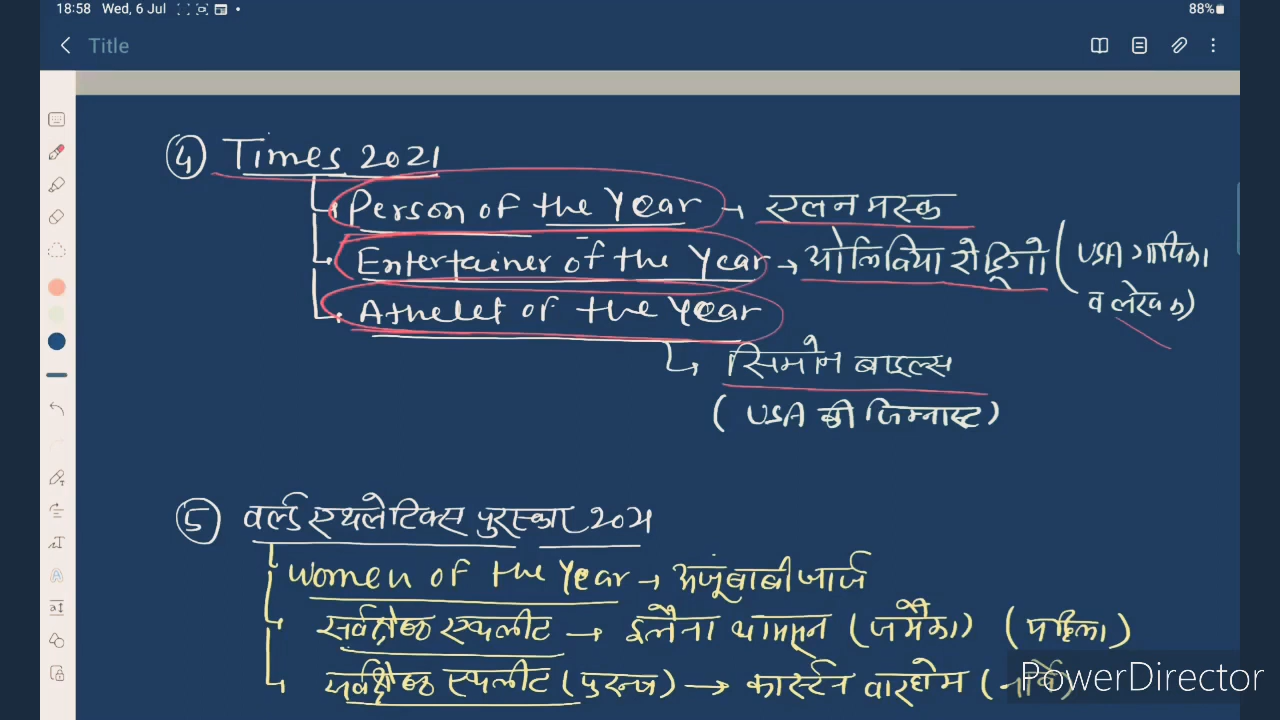 18:58 Wed, 6 Jul 88%
Title
④ Times 2021
Person of the Year → एलन मस्क
Entertainer of the Year → ओलिविया रोड्रिगो (USA गायिका
व लेखक)
Athelet of the Year
सिमोन बाइल्स
(USA की जिम्नास्ट)
⑤ वर्ल्ड एथलेटिक्स पुरस्कार 2021
Women of the Year → अंजू बाबी जार्ज
सर्वश्रेष्ठ एथलीट → इलैना थामसन (जमैका) (महिला)
सर्वश्रेष्ठ एथलीट (पुरुष) → कार्स्टन वारहोम (नार्वे)
PowerDirector